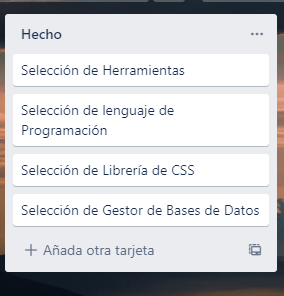 Hecho
Selección de Herramientas
Selección de lenguaje de
Programación
Selección de Librería de CSS
Selección de Gestor de Bases de Datos
Añada otra tarjeta